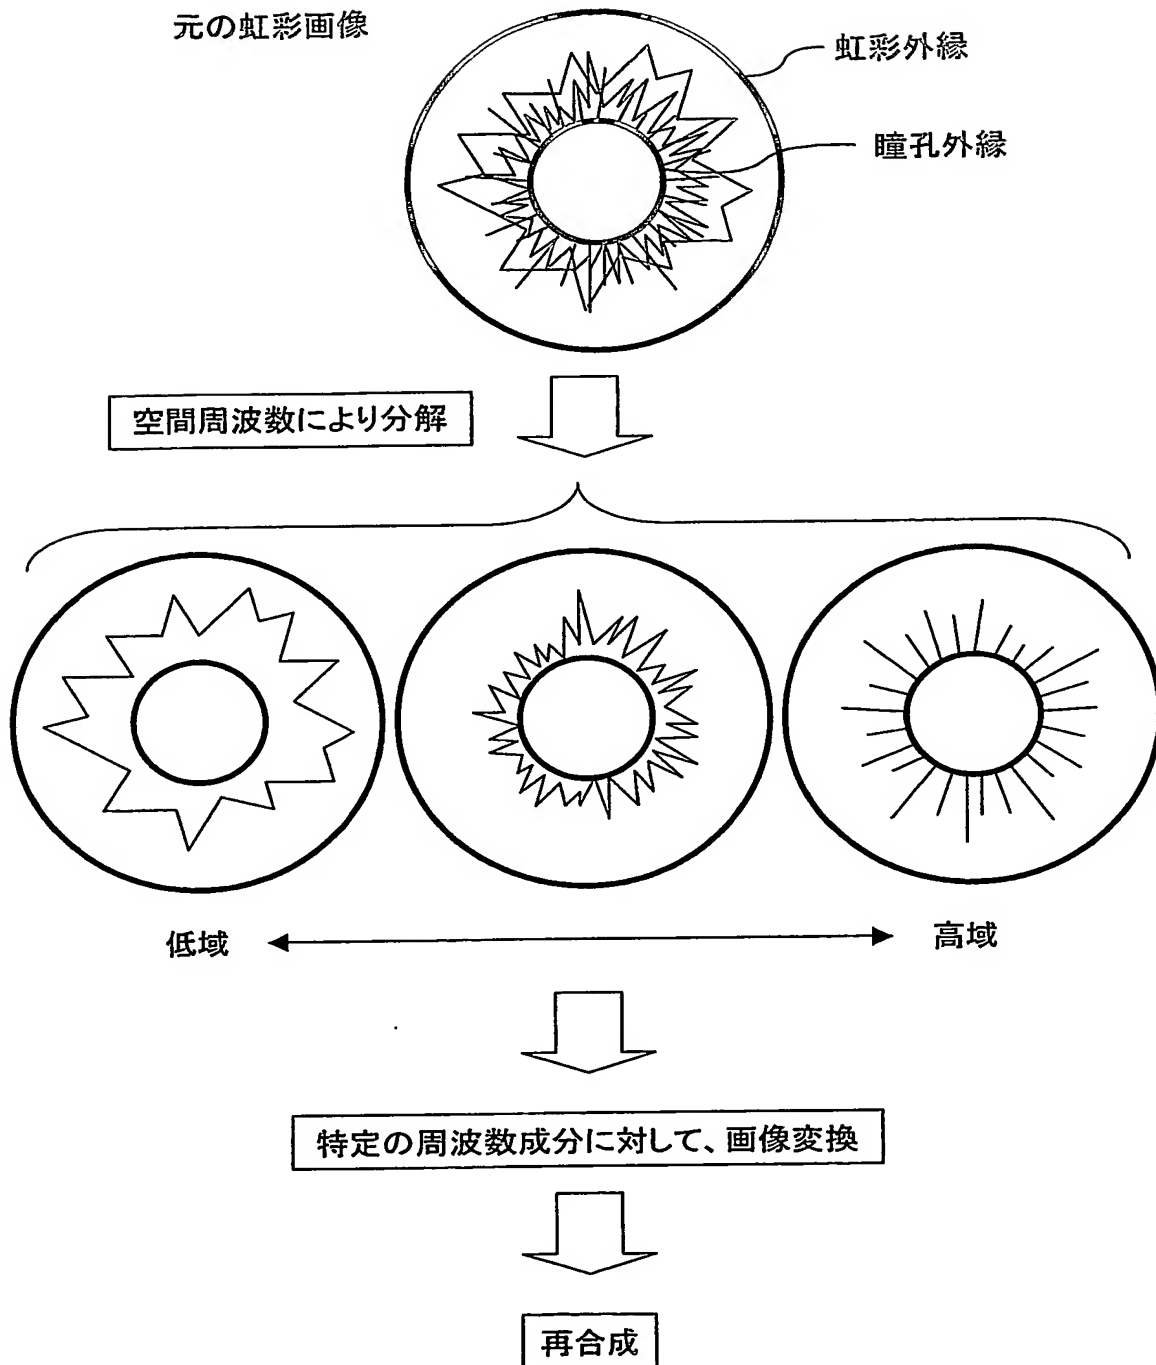 元の虹彩画像
虹彩外縁
瞳孔外縁
空間周波数により分解
低域
高域
特定の周波数成分に対して、画像変換
再合成